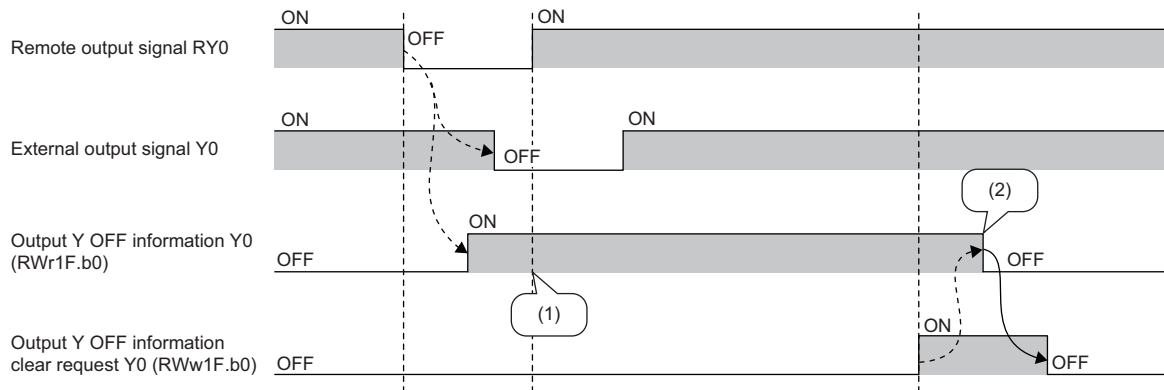 ON
ON
Remote output signal RY0
OFF
ON
ON
External output signal Y0
OFF
(2)
Output Y OFF information Y0
(RWr1F.b0)
ON
OFF
OFF
(1)
Output Y OFF information
clear request Y0 (RWw1F.b0)
ON
OFF
OFF